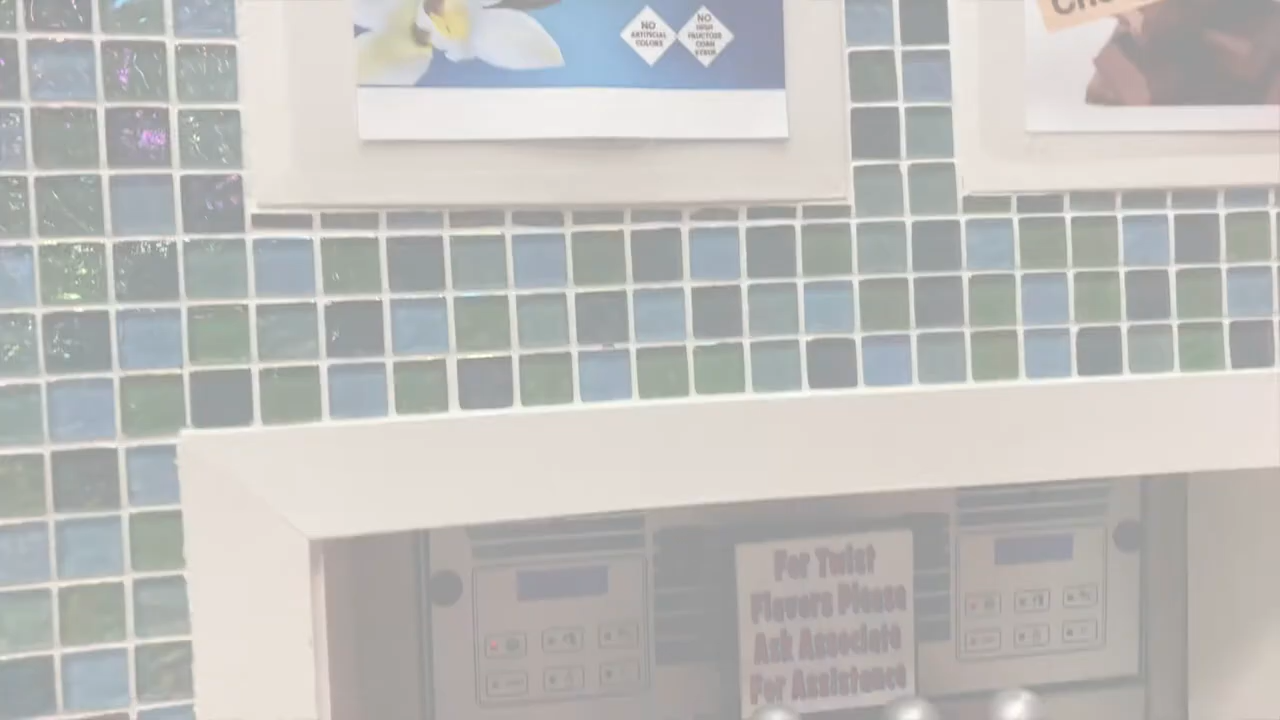 NO
ARTIFICIAL
COLORS
NO
HIGH
FRUCTOSE
CORN
SYRUP
For Twist
Flavors Please
Ask Associate
For Assistance